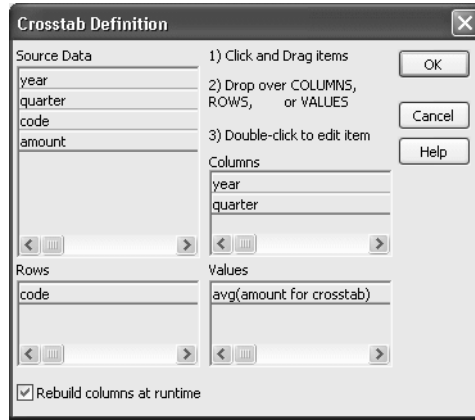 Crosstab Definition
Source Data
year
quarter
code
amount
1) Click and Drag items
2) Drop over COLUMNS,
ROWS, or VALUES
3) Double-click to edit item
OK
Cancel
Help
Columns
year
quarter
Rows
code
Values
avg(amount for crosstab)
Rebuild columns at runtime